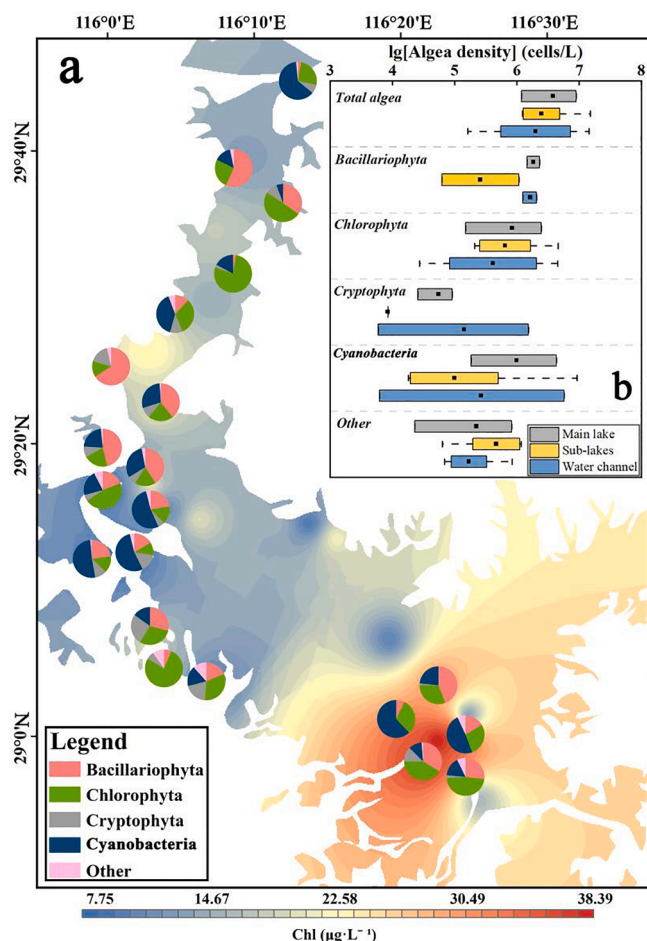 116°0'E 116°10'E 116°20'E 116°30'E
a
lg[Algea density] (cells/L)
4 5 6 7 8
Total algea
Bacillariophyta
Chlorophyta
Cryptophyta
Cyanobacteria
Other
b
Main lake
Sub-lakes
Water channel
29°40'N
29°20'N
29°0'N
Legend
Bacillariophyta
Chlorophyta
Cryptophyta
Cyanobacteria
Other
7.75 14.67 22.58 30.49 38.39
Chl (μg·L⁻¹)